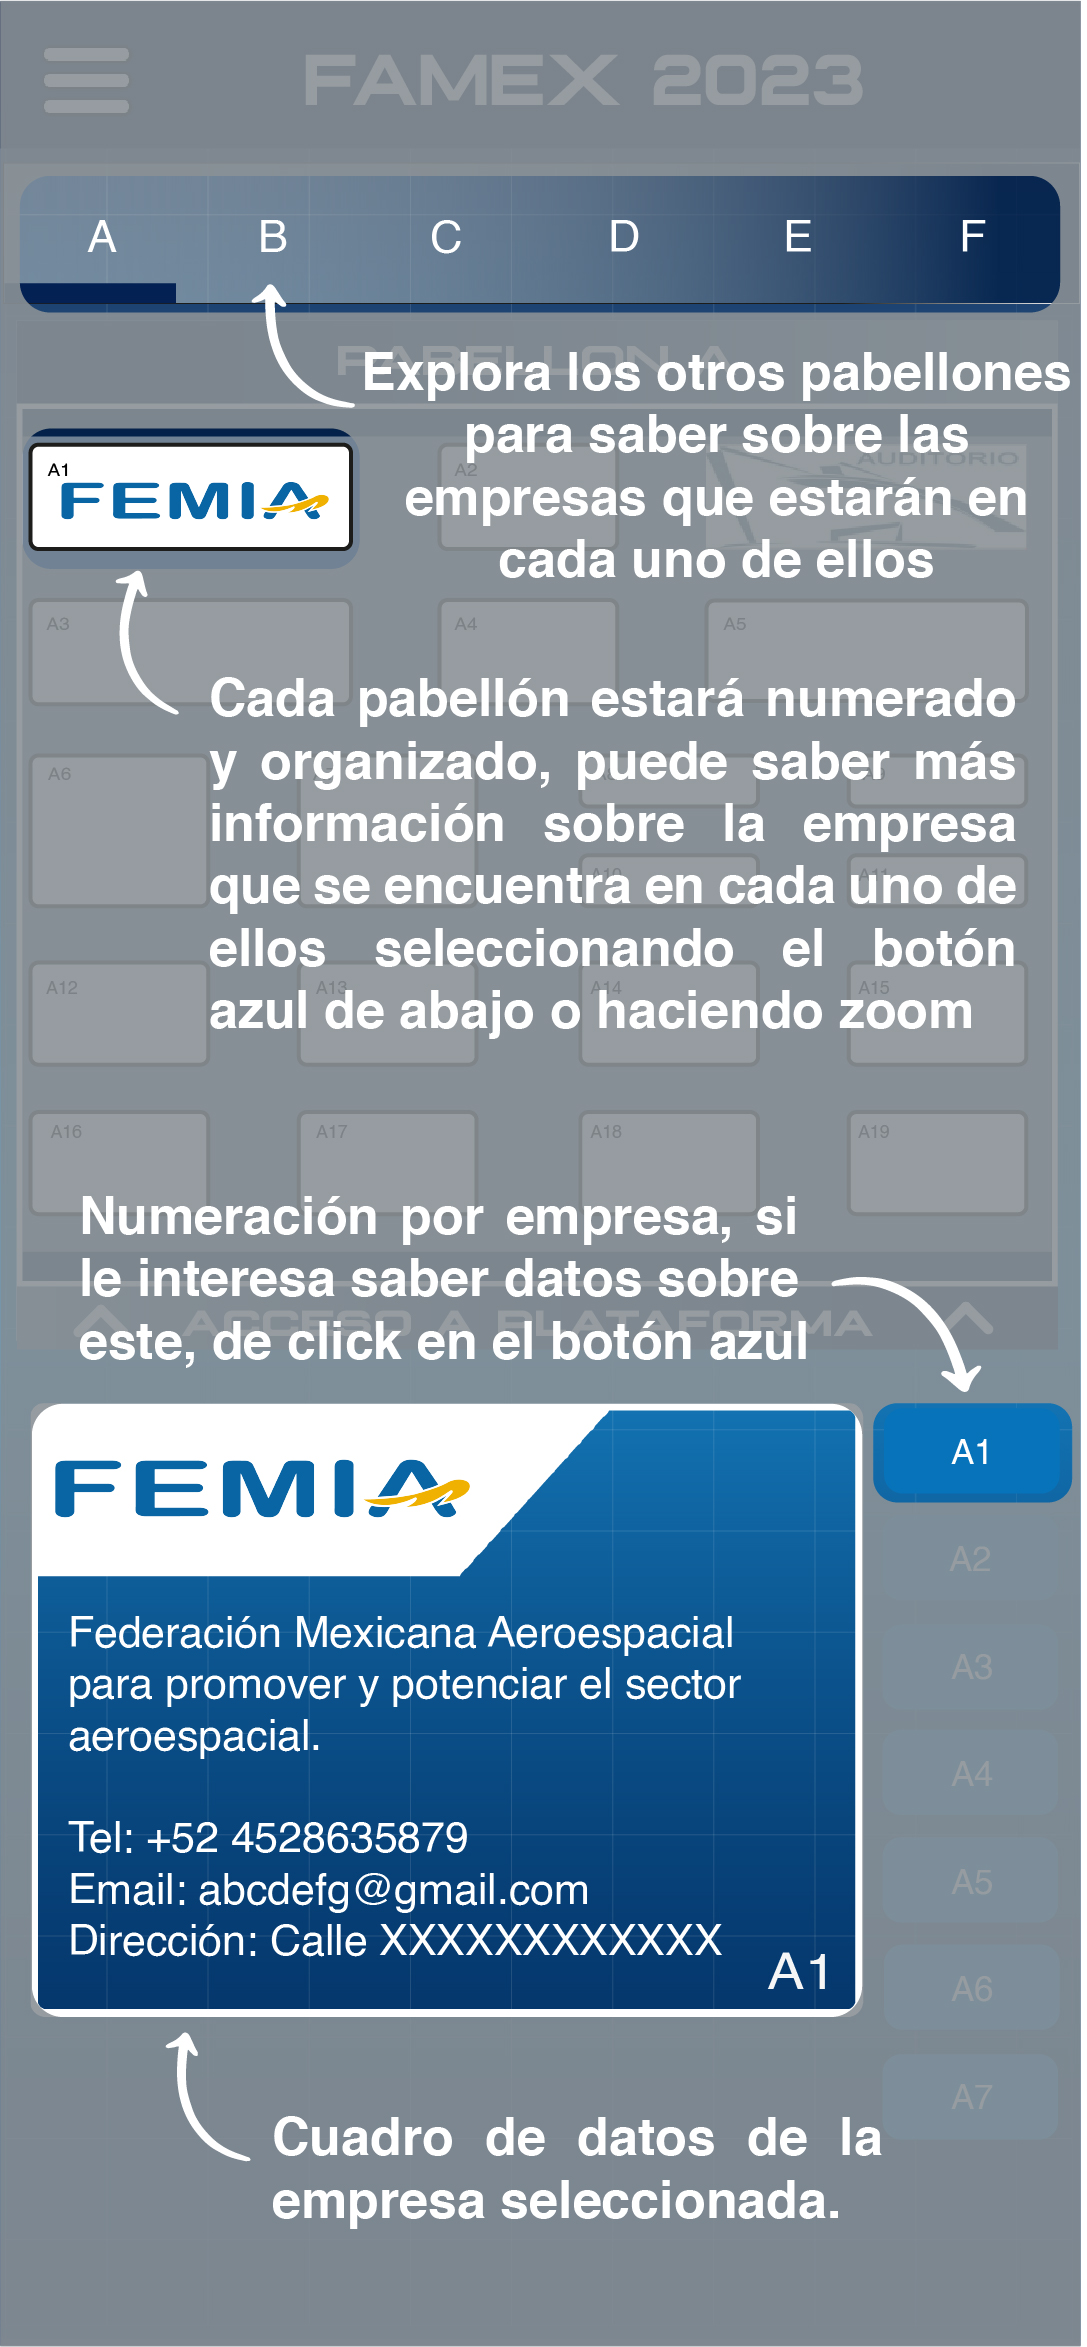 FAMEX 2023
A B C D E F
PABELLON A
Explora los otros pabellones
para saber sobre las
empresas que estarán en
cada uno de ellos
A1
FEMIA
A2
AUDITORIO
A3
A4
A5
Cada pabellón estará numerado
y organizado, puede saber más
información sobre la empresa
que se encuentra en cada uno de
ellos seleccionando el botón
azul de abajo o haciendo zoom
A6
A10
A11
A12
A13
A14
A15
A16
A17
A18
A19
Numeración por empresa, si
le interesa saber datos sobre
este, de click en el botón azul
ACCESO A PLATAFORMA
FEMIA
Federación Mexicana Aeroespacial
para promover y potenciar el sector
aeroespacial.
Tel: +52 4528635879
Email: abcdefg@gmail.com
Dirección: Calle XXXXXXXXXXXX
A1
A1
A2
A3
A4
A5
A6
A7
Cuadro de datos de la
empresa seleccionada.